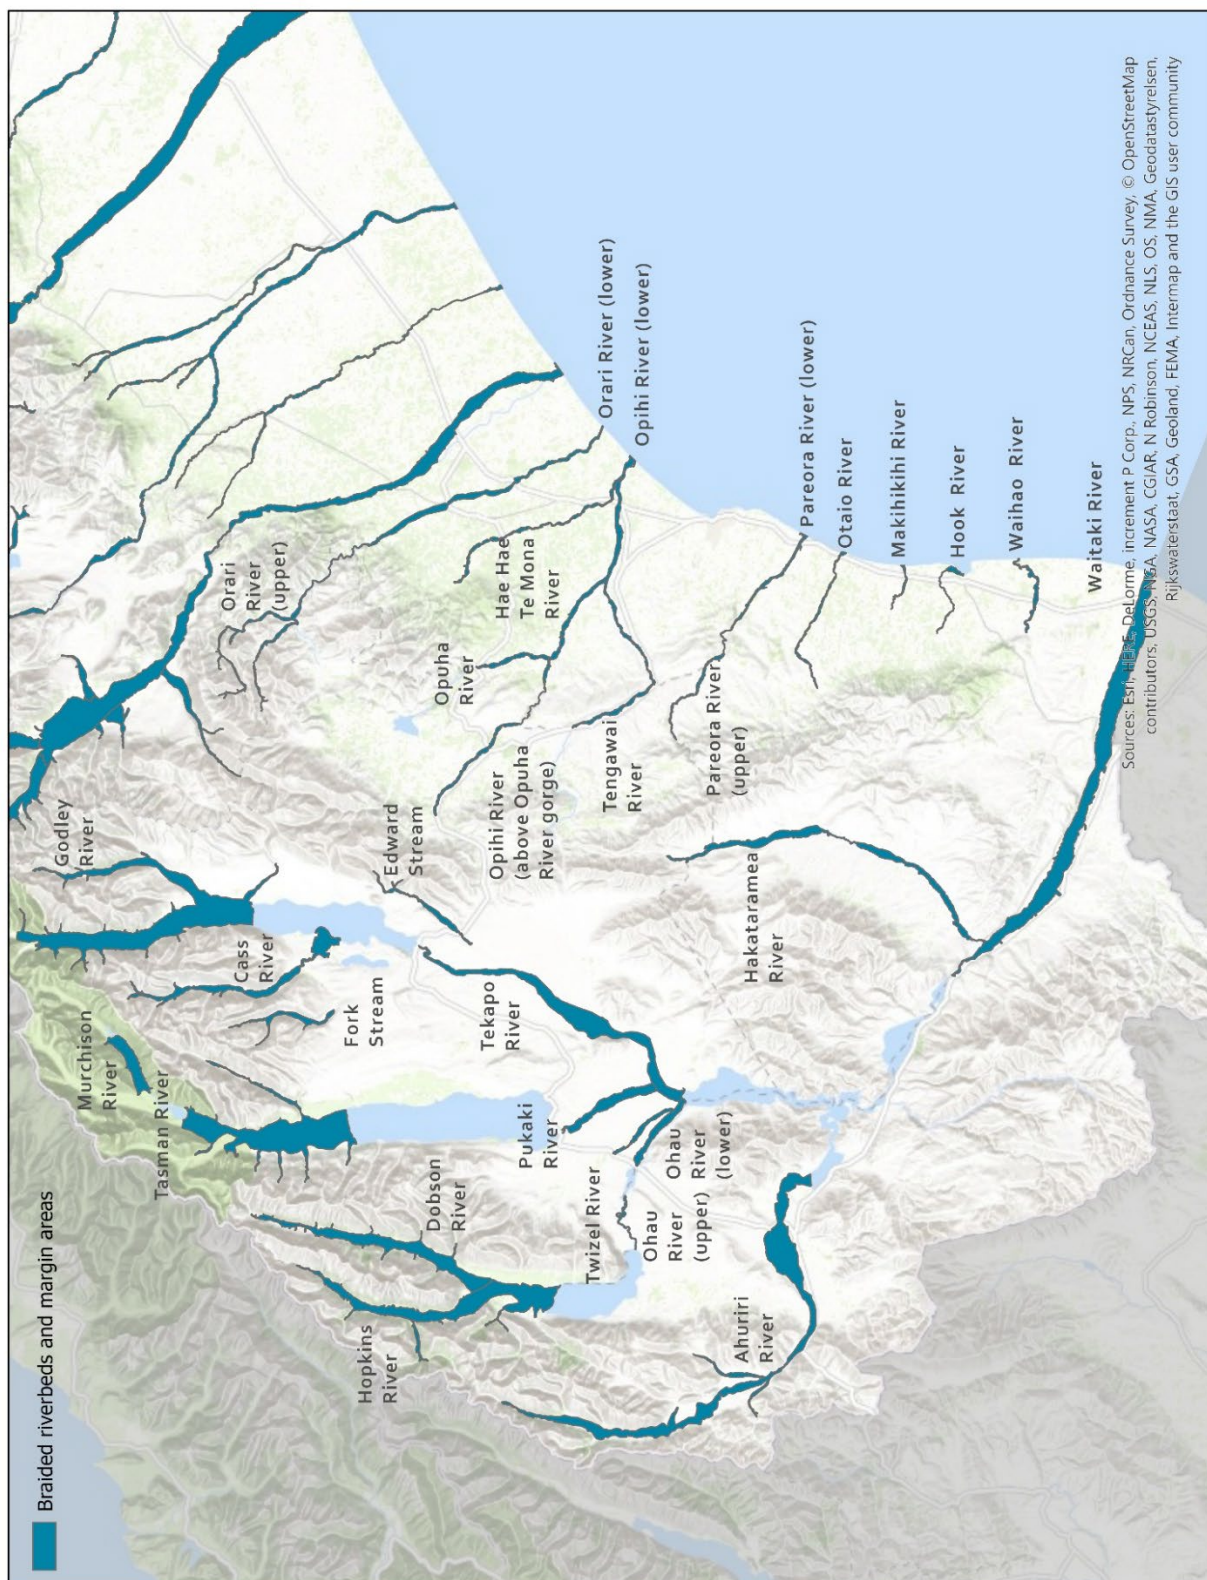 Braided riverbeds and margin areas
Murchison
River
Tasman River
Godley
River
Cass
River
Fork
Stream
Hopkins
River
Dobson
River
Pukaki
River
Tekapo
River
Edward
Stream
Twizel River
Ohau
River
(upper)
Ohau
River
(lower)
Ahuriri
River
Hakataramea
River
Orari
River
(upper)
Opuha
River
Hae Hae
Te Mona
River
Opihi River
(above Opuha
River gorge)
Tengawai
River
Pareora River
(upper)
Orari River (lower)
Opihi River (lower)
Pareora River (lower)
Otaio River
Makihikihi River
Hook River
Waihao River
Waitaki River
Sources: Esri, HERE, DeLorme, increment P Corp., NPS, NRCan, Ordnance Survey, © OpenStreetMap
contributors, USGS, NGA, NASA, CGIAR, N Robinson, NCEAS, NLS, OS, NMA, Geodatastyrelsen,
Rijkswaterstaat, GSA, Geoland, FEMA, Intermap and the GIS user community